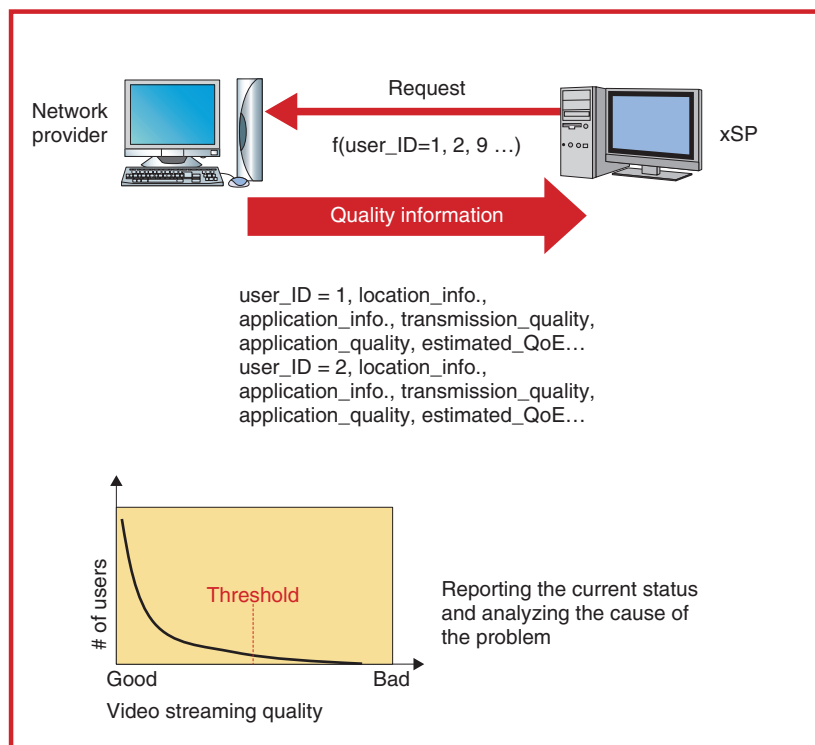 Request
Network
provider
xSP
f(user_ID=1, 2, 9 …)
Quality information
user_ID = 1, location_info.,
application_info., transmission_quality,
application_quality, estimated_QoE…
user_ID = 2, location_info.,
application_info., transmission_quality,
application_quality, estimated_QoE…
# of users
Threshold
Good
Bad
Video streaming quality
Reporting the current status
and analyzing the cause of
the problem